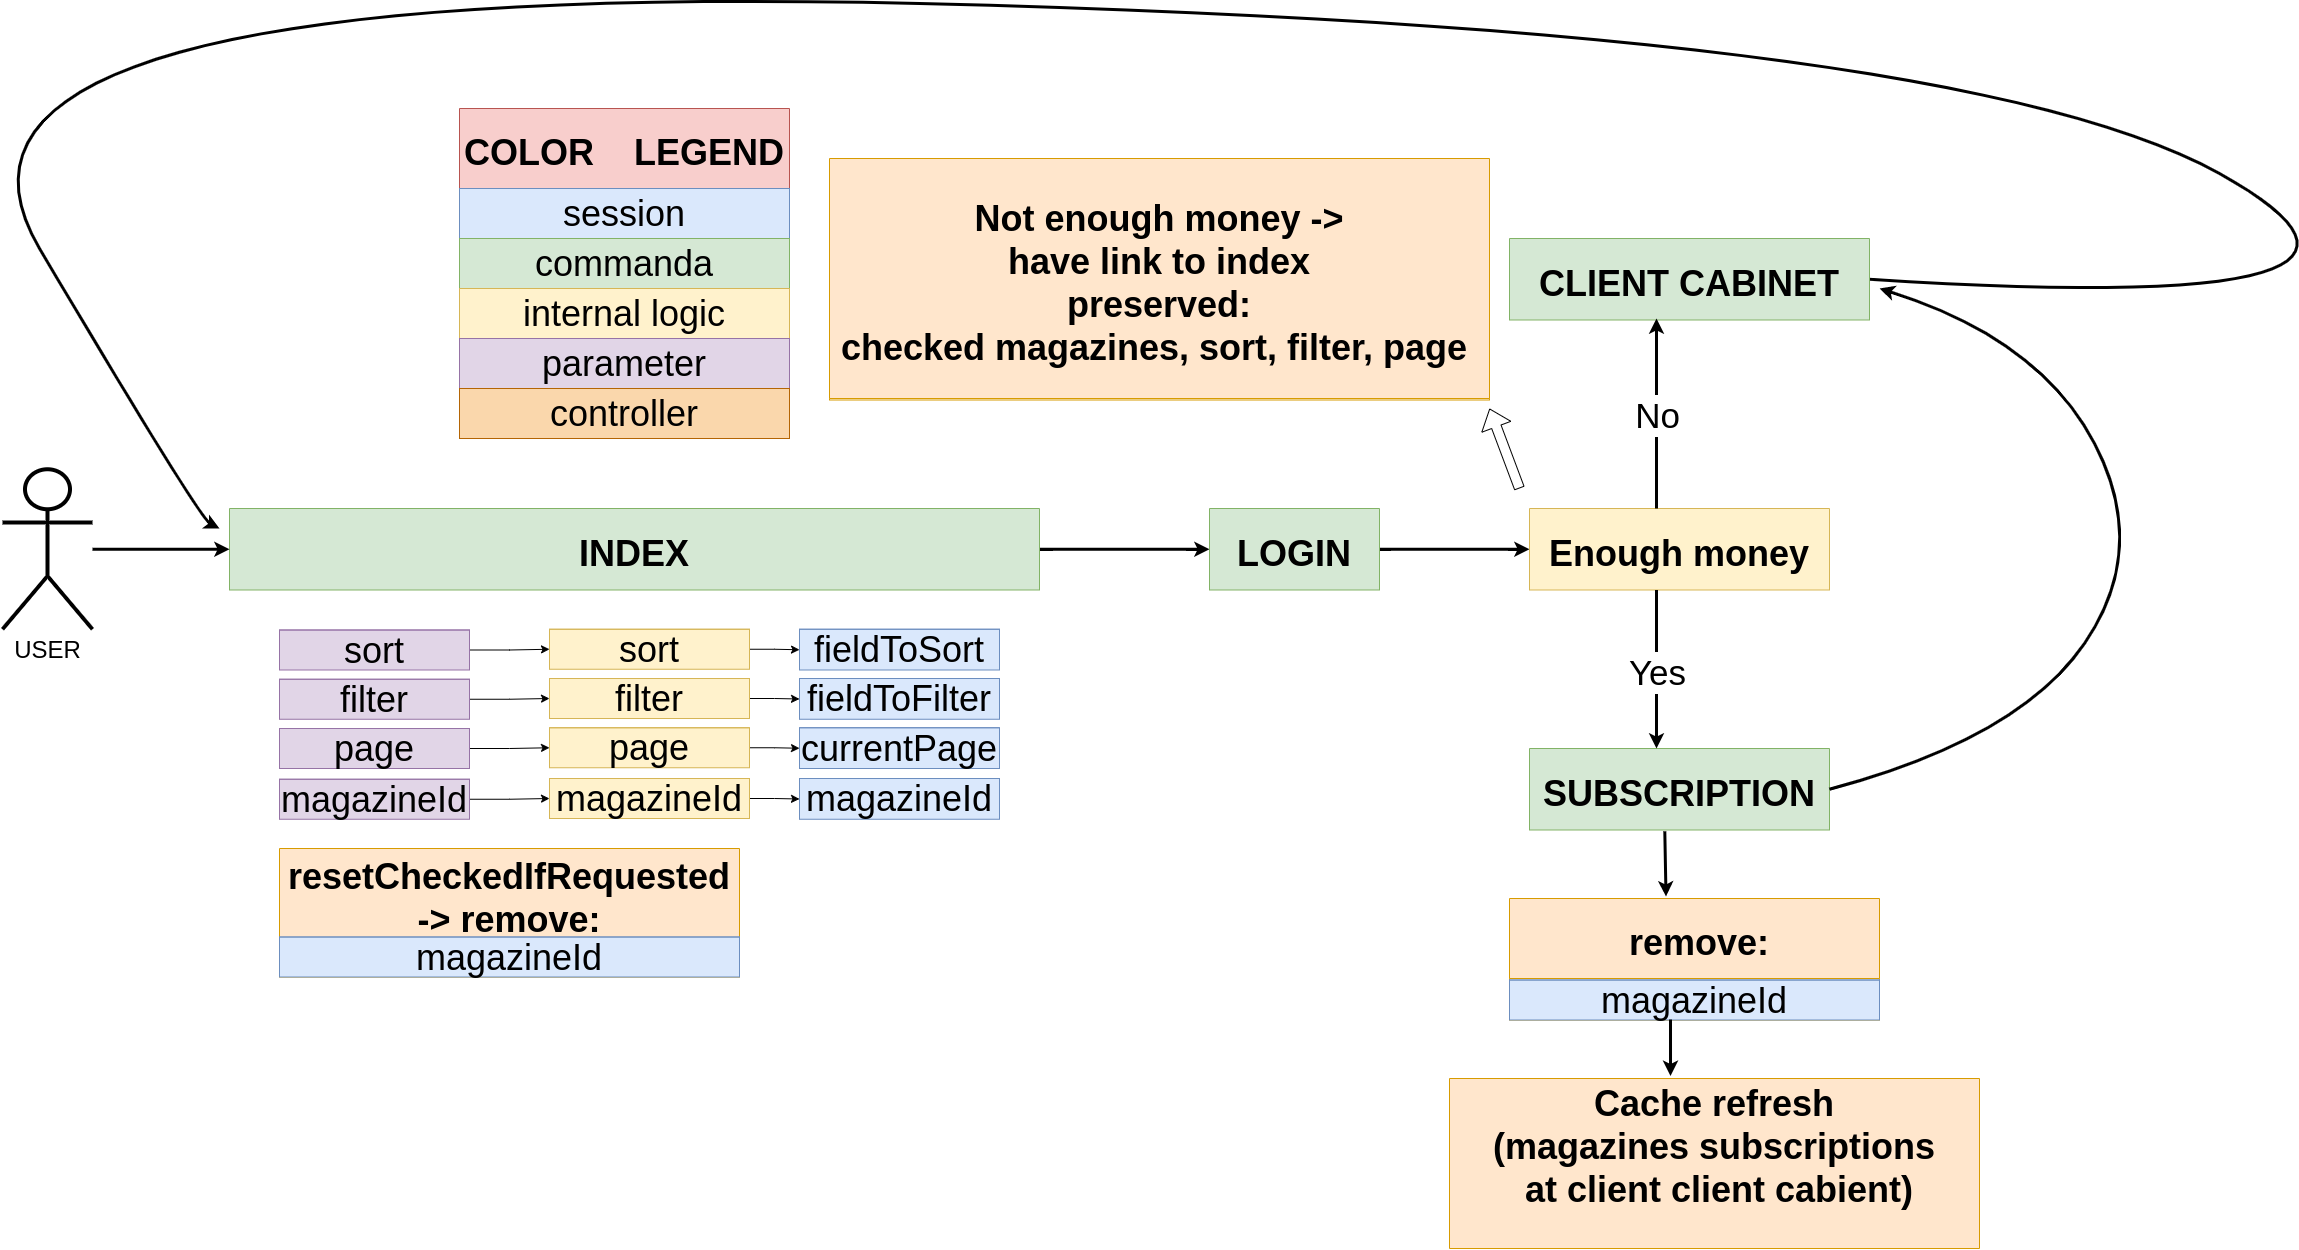 COLOR LEGEND
session
commanda
internal logic
parameter
controller
Not enough money ->
have link to index
preserved:
checked magazines, sort, filter, page
CLIENT CABINET
No
USER
INDEX
LOGIN
Enough money
Yes
sort
sort
fieldToSort
filter
filter
fieldToFilter
page
page
currentPage
magazineId
magazineId
magazineId
resetCheckedIfRequested
-> remove:
magazineId
SUBSCRIPTION
remove:
magazineId
Cache refresh
(magazines subscriptions
at client client cabient)